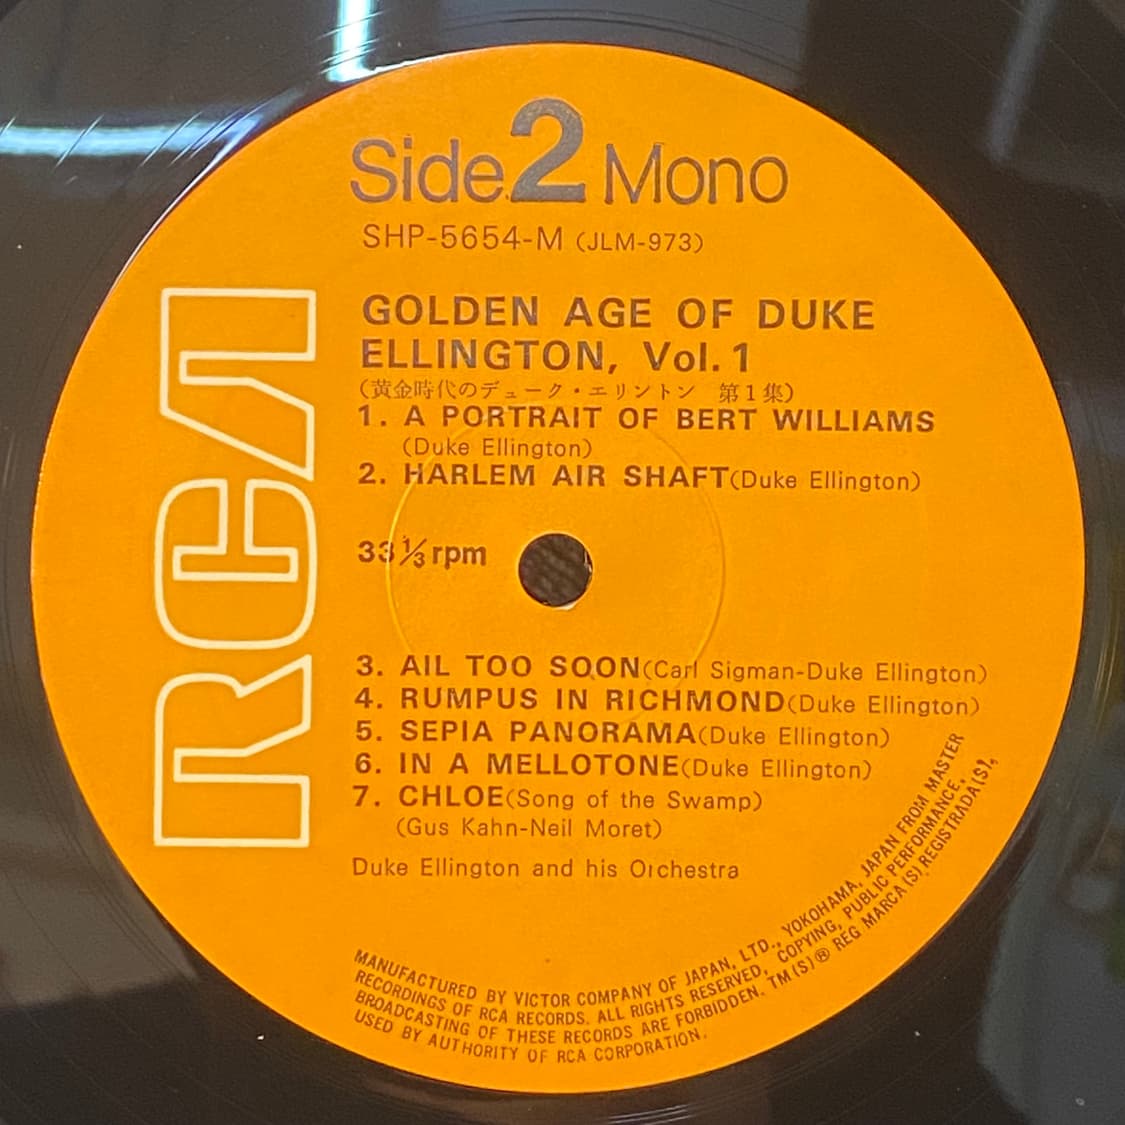 RCA
Side.2 Mono
SHP-5654-M (JLM-973)
GOLDEN AGE OF DUKE
ELLINGTON, Vol. 1
(黄金時代のデューク・エリントン 第1集)
1. A PORTRAIT OF BERT WILLIAMS
(Duke Ellington)
2. HARLEM AIR SHAFT(Duke Ellington)
33 1/3 rpm
3. AIL TOO SOON(Carl Sigman-Duke Ellington)
4. RUMPUS IN RICHMOND(Duke Ellington)
5. SEPIA PANORAMA(Duke Ellington)
6. IN A MELLOTONE(Duke Ellington)
7. CHLOE(Song of the Swamp)
(Gus Kahn-Neil Moret)
Duke Ellington and his Orchestra
MANUFACTURED BY VICTOR COMPANY OF JAPAN, LTD., YOKOHAMA, JAPAN FROM MASTER
RECORDINGS OF RCA RECORDS. ALL RIGHTS RESERVED, COPYING, PUBLIC PERFORMANCE,
BROADCASTING OF THESE RECORDS ARE FORBIDDEN. TM(S)® REG MARCA(S) REGISTRADA(S),
USED BY AUTHORITY OF RCA CORPORATION.